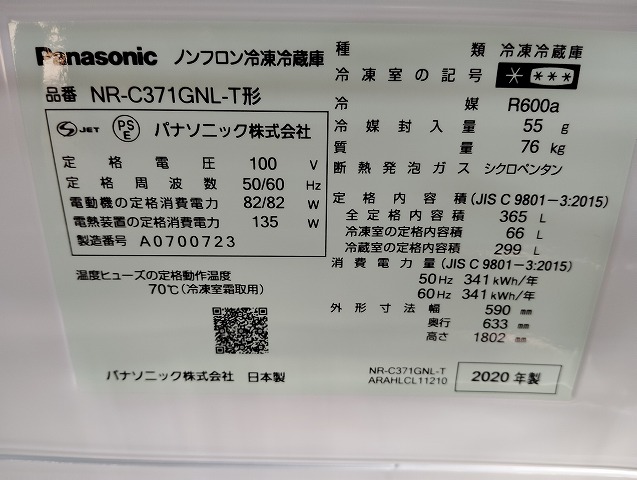 Panasonic ノンフロン冷凍冷蔵庫
品番 NR-C371GNL-T形
S JET PS E パナソニック株式会社
定格電圧 100 V
定格周波数 50/60 Hz
電動機の定格消費電力 82/82 W
電熱装置の定格消費電力 135 W
製造番号 A0700723
温度ヒューズの定格動作温度
70℃(冷凍室霜取用)
パナソニック株式会社 日本製
種類 冷凍冷蔵庫
冷凍室の記号 * ***
冷媒 R600a
冷媒封入量 55 g
質量 76 kg
断熱発泡ガス シクロペンタン
定格内容積 (JIS C 9801-3:2015)
全定格内容積 365 L
冷凍室の定格内容積 66 L
冷蔵室の定格内容積 299 L
消費電力量 (JIS C 9801-3:2015)
50Hz 341 kWh/年
60Hz 341 kWh/年
外形寸法 幅 590 mm
奥行 633 mm
高さ 1802 mm
NR-C371GNL-T
ARAHLCL11210
2020 年製